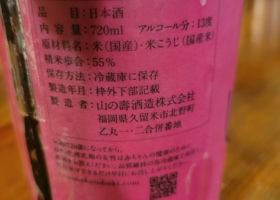 品目：日本酒
内容量：720ml　アルコール分：13度
原材料名：米(国産)・米こうじ(国産米)
精米歩合：55%
保存方法：冷蔵庫に保存
製造年月：枠外下部記載
製造者：山の壽酒造株式会社
福岡県久留米市北野町
乙丸一・二合併番地